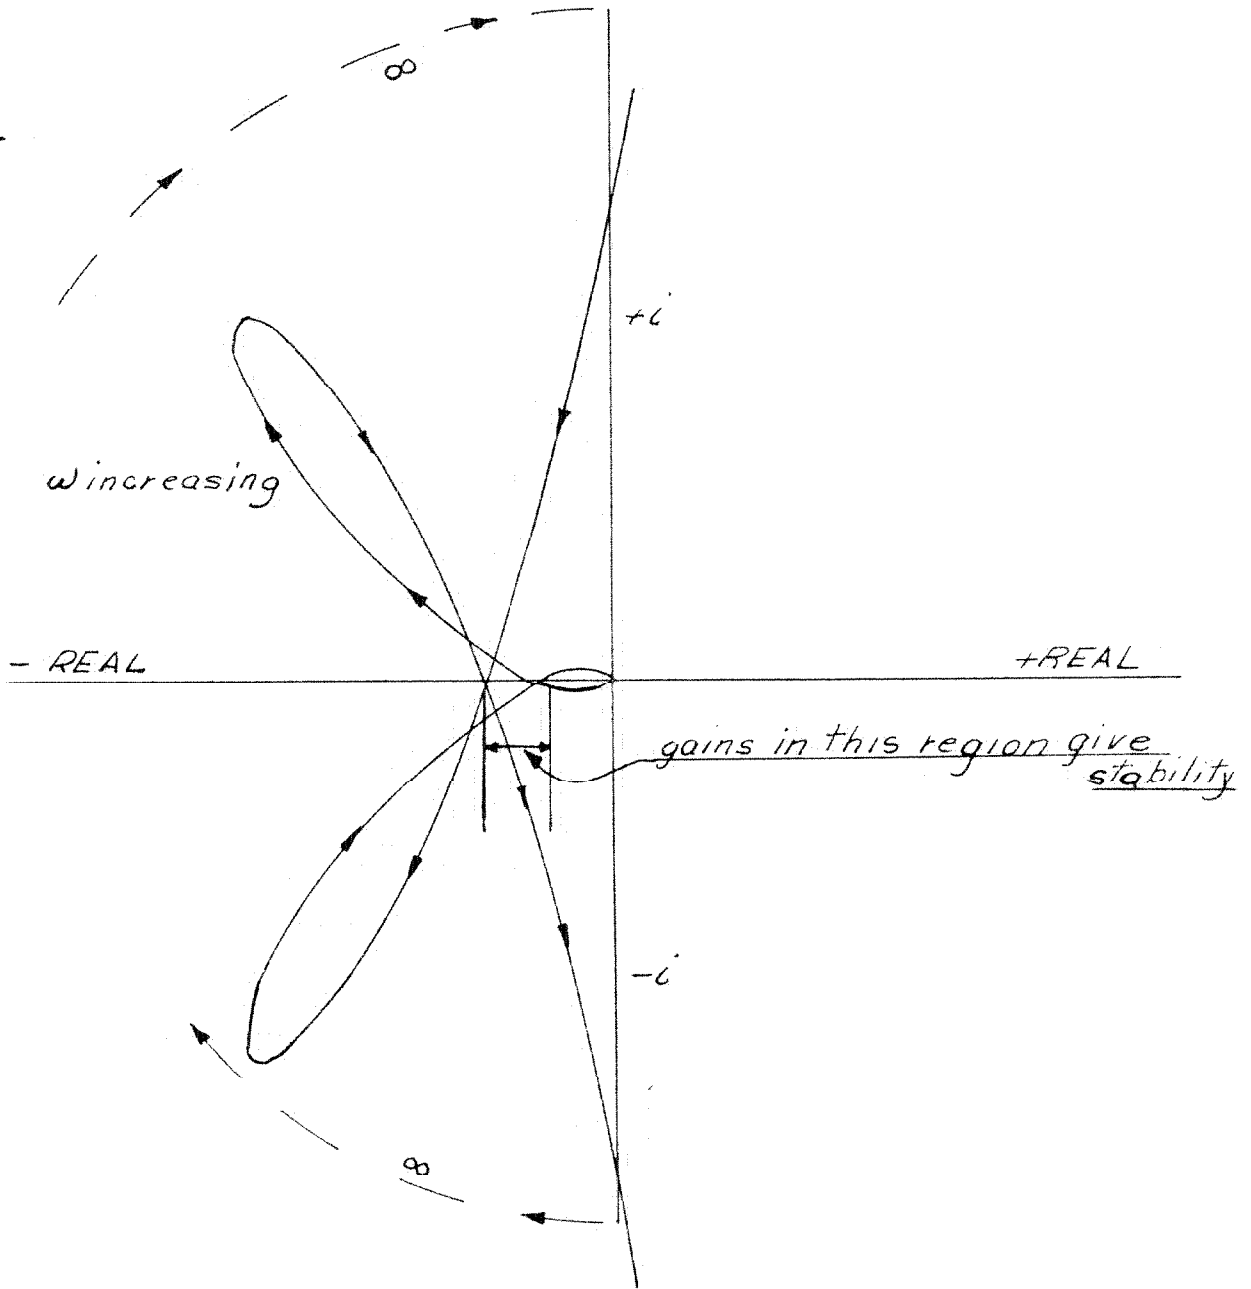 ∞
+i
ω increasing
- REAL
+REAL
gains in this region give
stability
-i
∞